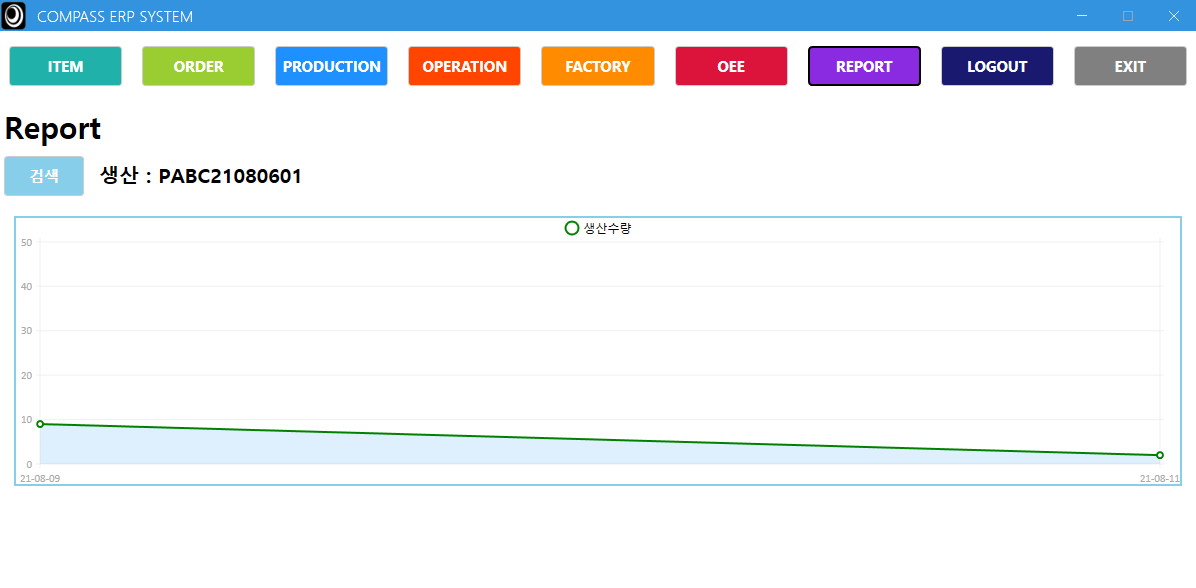 COMPASS ERP SYSTEM
ITEM ORDER PRODUCTION OPERATION FACTORY OEE REPORT LOGOUT EXIT
Report
검색 생산 : PABC21080601
생산수량
50
40
30
20
10
0
21-08-09 21-08-11